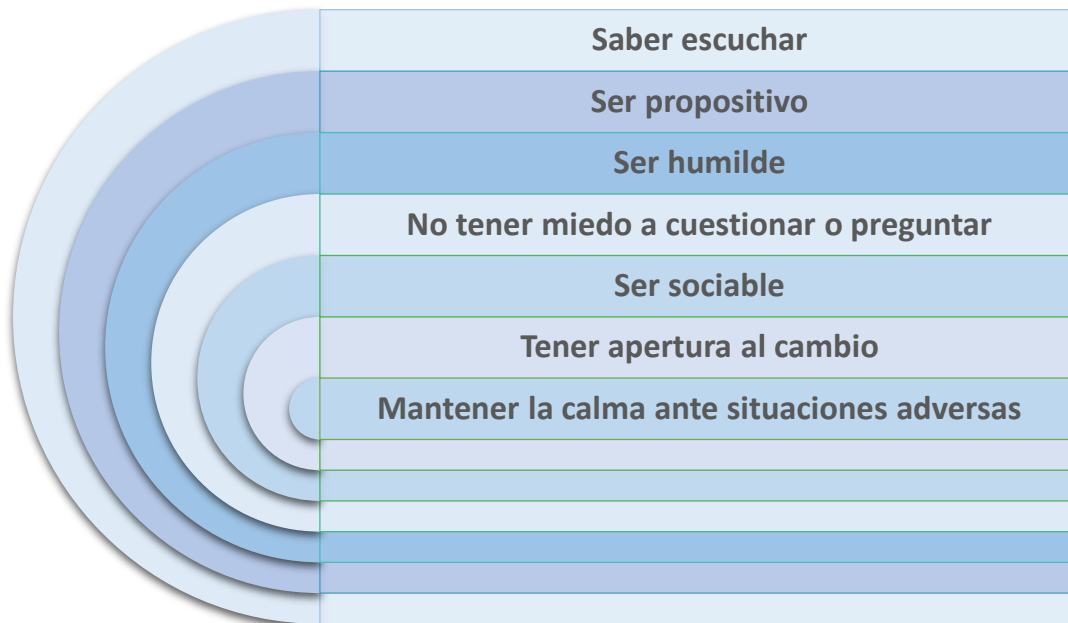 Saber escuchar
Ser propositivo
Ser humilde
No tener miedo a cuestionar o preguntar
Ser sociable
Tener apertura al cambio
Mantener la calma ante situaciones adversas